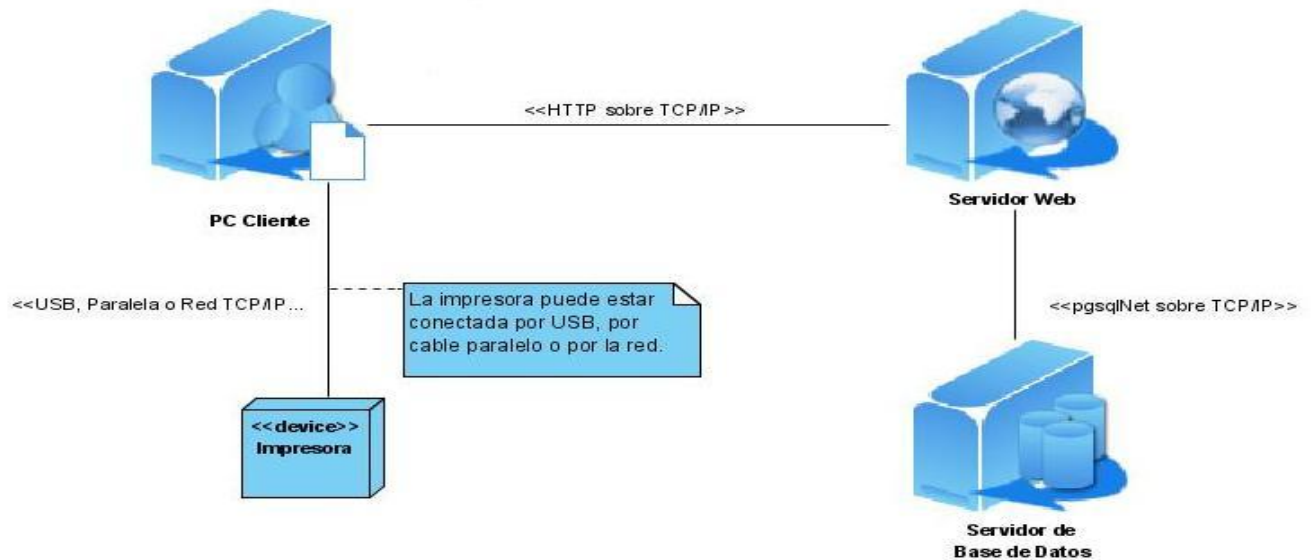 <<HTTP sobre TCP/IP>>
PC Cliente
Servidor Web
<<USB, Paralela o Red TCP/IP...
La impresora puede estar
conectada por USB, por
cable paralelo o por la red.
<<pgsqlNet sobre TCP/IP>>
<<device>>
Impresora
Servidor de
Base de Datos